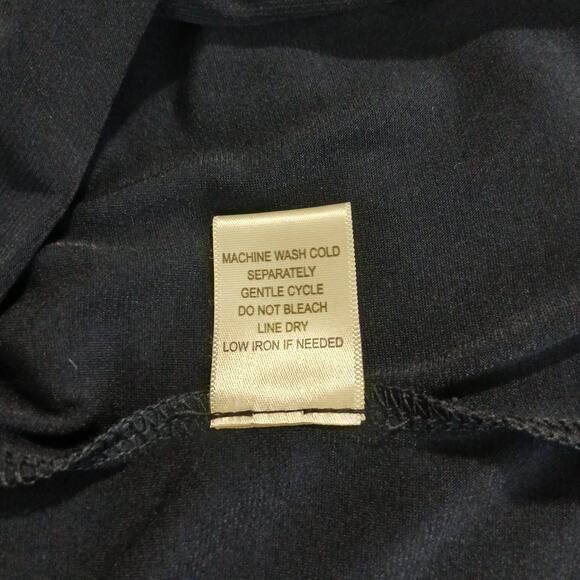 MACHINE WASH COLD
SEPARATELY
GENTLE CYCLE
DO NOT BLEACH
LINE DRY
LOW IRON IF NEEDED